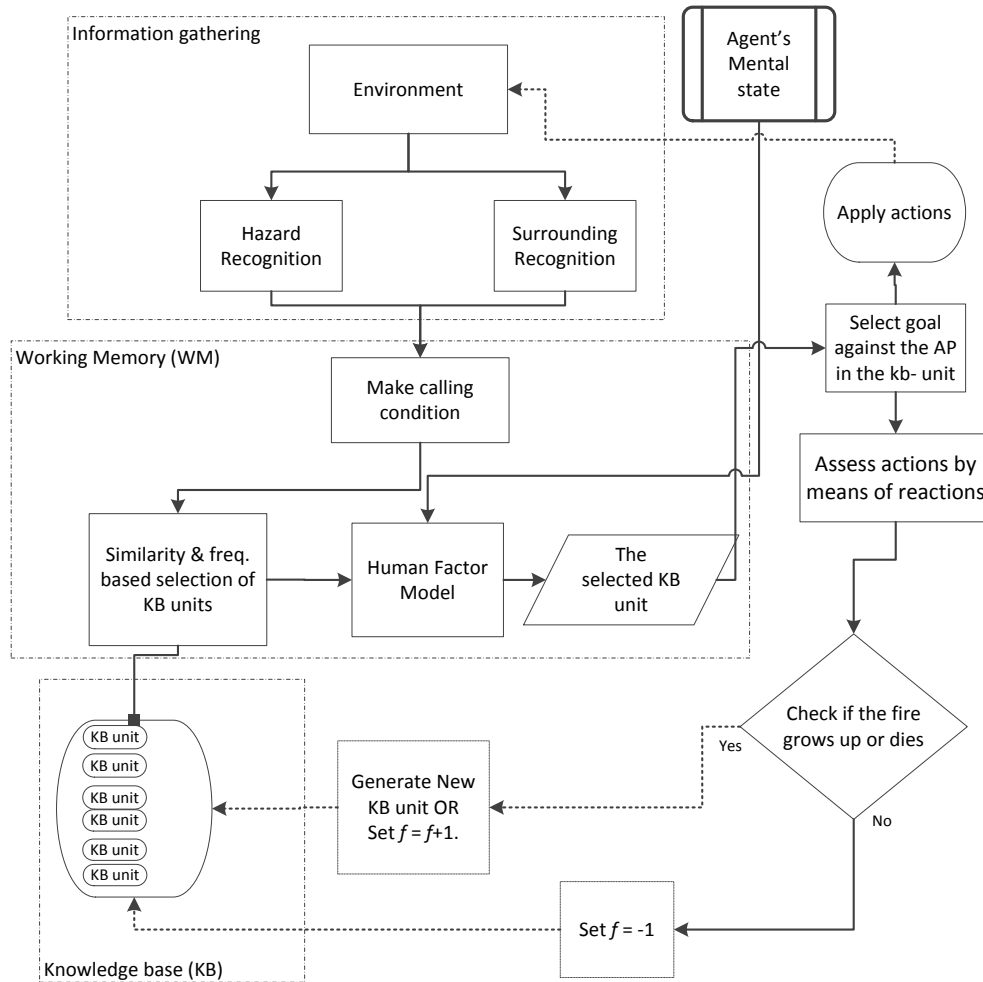 Information gathering
Environment
Agent's
Mental
state
Hazard
Recognition
Surrounding
Recognition
Apply actions
Working Memory (WM)
Make calling
condition
Select goal
against the AP
in the kb- unit
Assess actions by
means of reactions
Similarity & freq.
based selection of
KB units
Human Factor
Model
The
selected KB
unit
Check if the fire
grows up or dies
Yes
No
KB unit
KB unit
KB unit
KB unit
KB unit
KB unit
Generate New
KB unit OR
Set f = f+1.
Set f = -1
Knowledge base (KB)